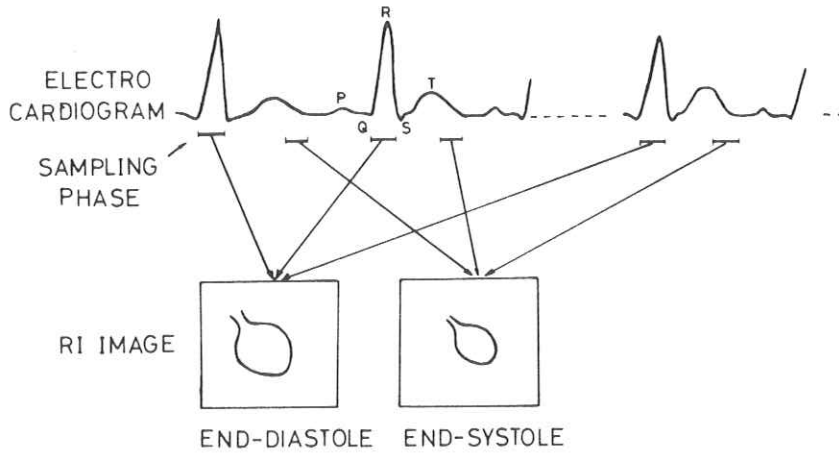 R
ELECTRO
CARDIOGRAM
P
T
Q
S
SAMPLING
PHASE
RI IMAGE
END-DIASTOLE
END-SYSTOLE